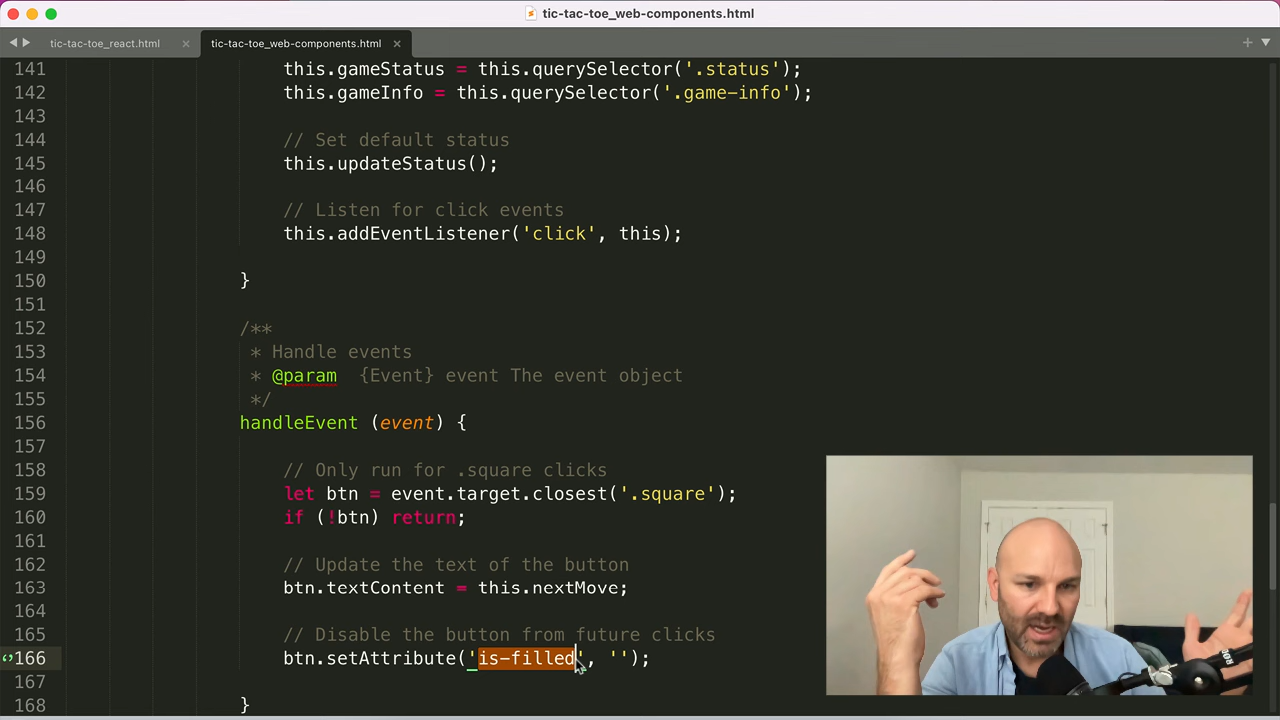 tic-tac-toe_web-components.html
tic-tac-toe_react.html
tic-tac-toe_web-components.html
141 this.gameStatus = this.querySelector('.status');
142 this.gameInfo = this.querySelector('.game-info');
143
144 // Set default status
145 this.updateStatus();
146
147 // Listen for click events
148 this.addEventListener('click', this);
149
150 }
151
152 /**
153 * Handle events
154 * @param {Event} event The event object
155 */
156 handleEvent (event) {
157
158 // Only run for .square clicks
159 let btn = event.target.closest('.square');
160 if (!btn) return;
161
162 // Update the text of the button
163 btn.textContent = this.nextMove;
164
165 // Disable the button from future clicks
166 btn.setAttribute('is-filled', '');
167
168 }